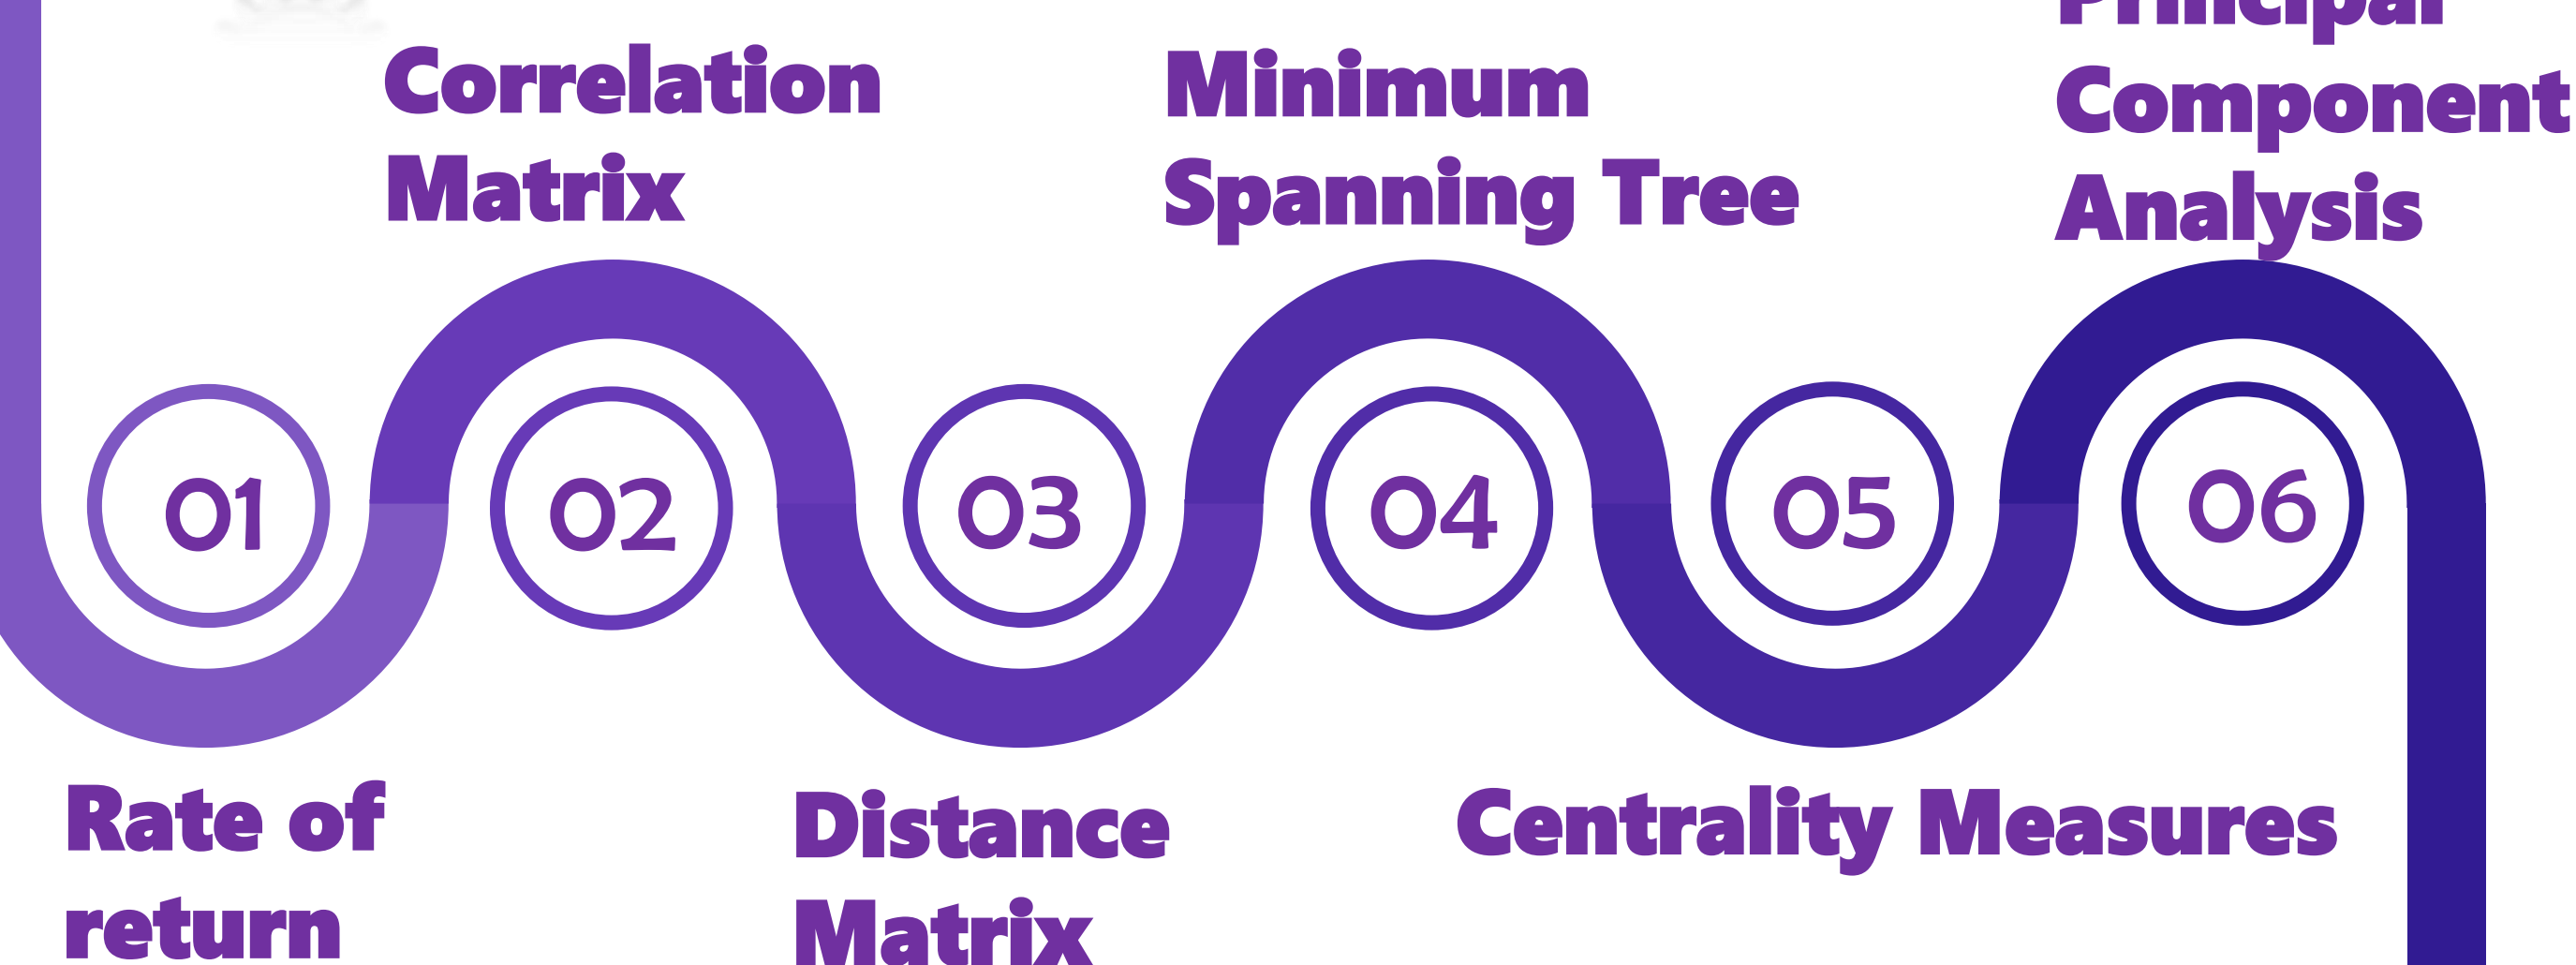 Correlation
Matrix
Minimum
Spanning Tree
Principal
Component
Analysis
01
02
03
04
05
06
Rate of
return
Distance
Matrix
Centrality Measures